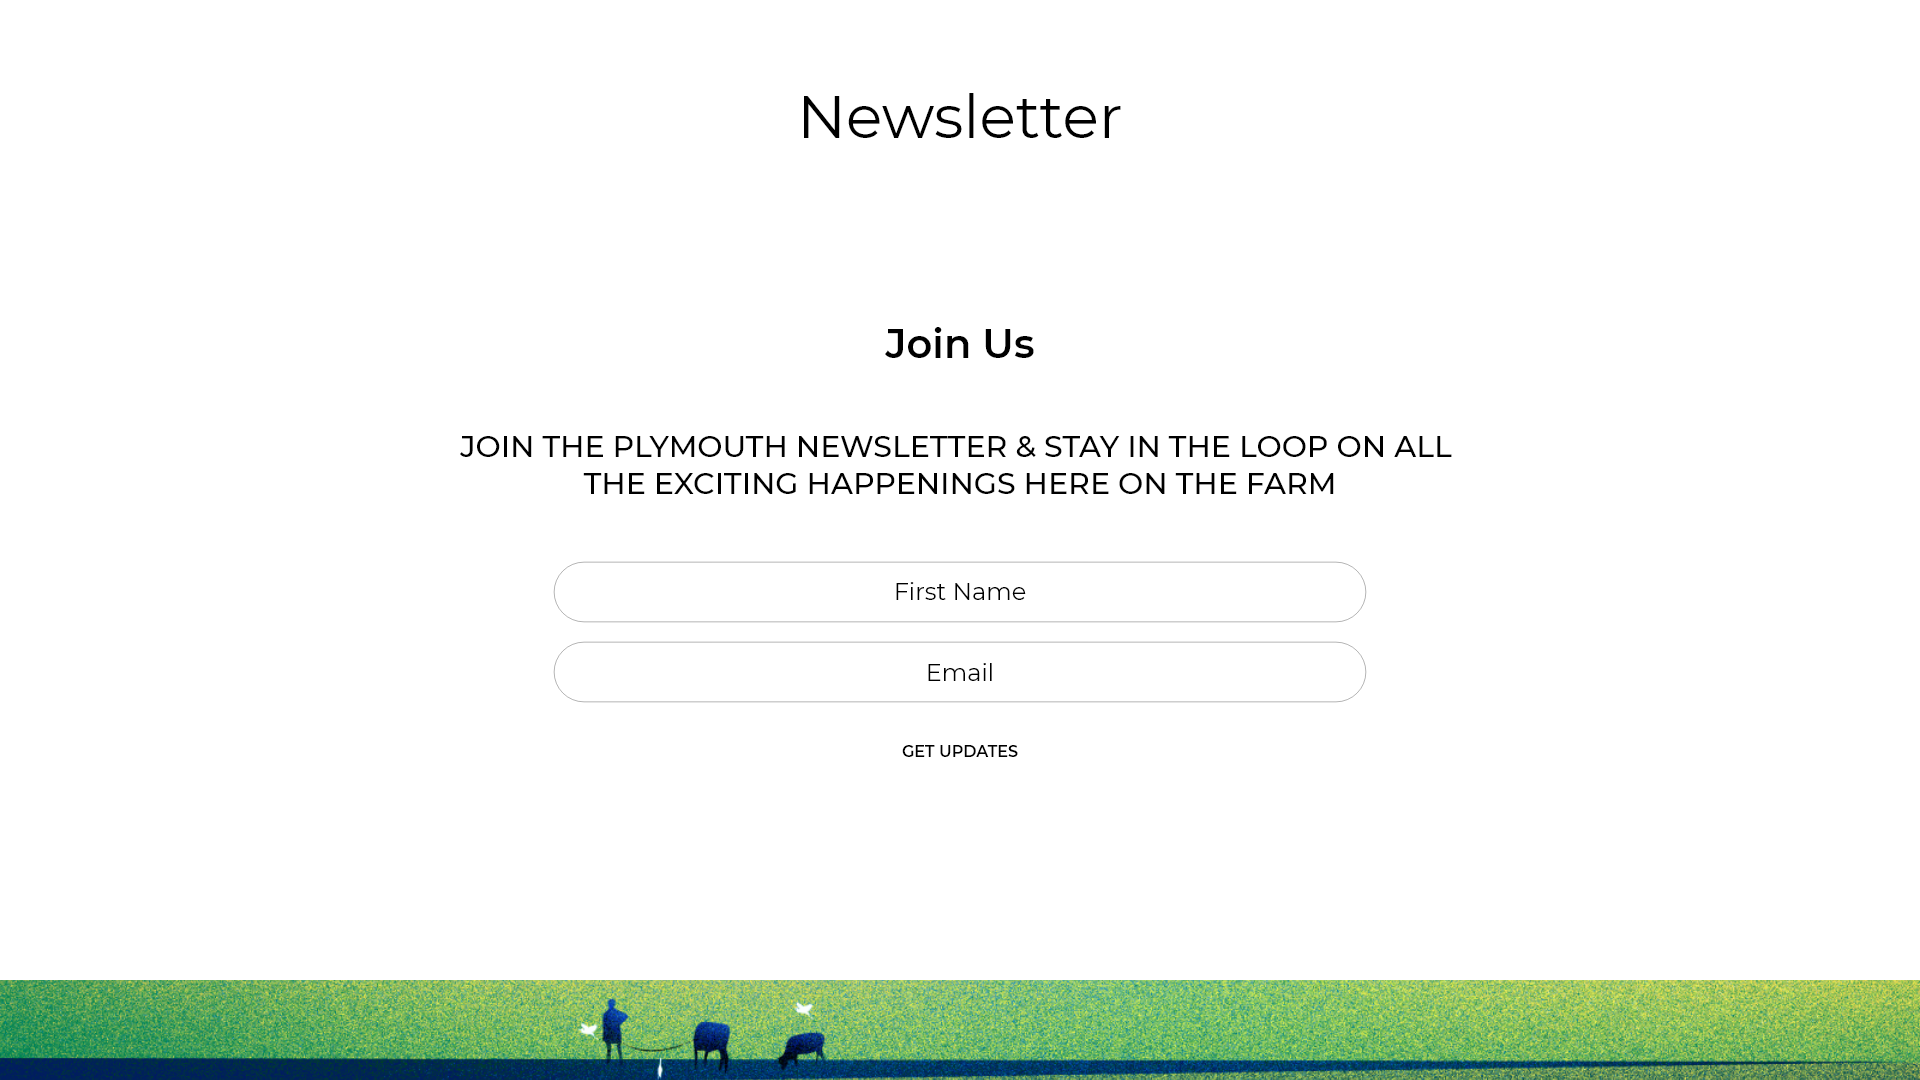 Newsletter
Join Us
JOIN THE PLYMOUTH NEWSLETTER & STAY IN THE LOOP ON ALL
THE EXCITING HAPPENINGS HERE ON THE FARM
First Name
Email
GET UPDATES